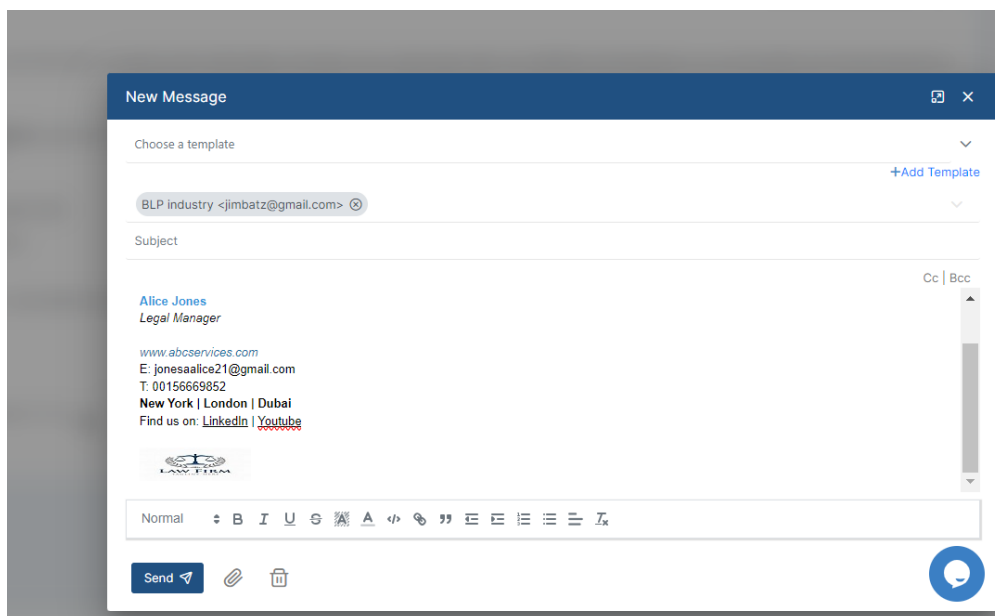 New Message
Choose a template
+Add Template
BLP industry <jimbatz@gmail.com>
Subject
Cc | Bcc
Alice Jones
Legal Manager
www.abcservices.com
E: jonesaalice21@gmail.com
T: 00156669852
New York | London | Dubai
Find us on: LinkedIn | Youtube
LAW FIRM
Normal
Send